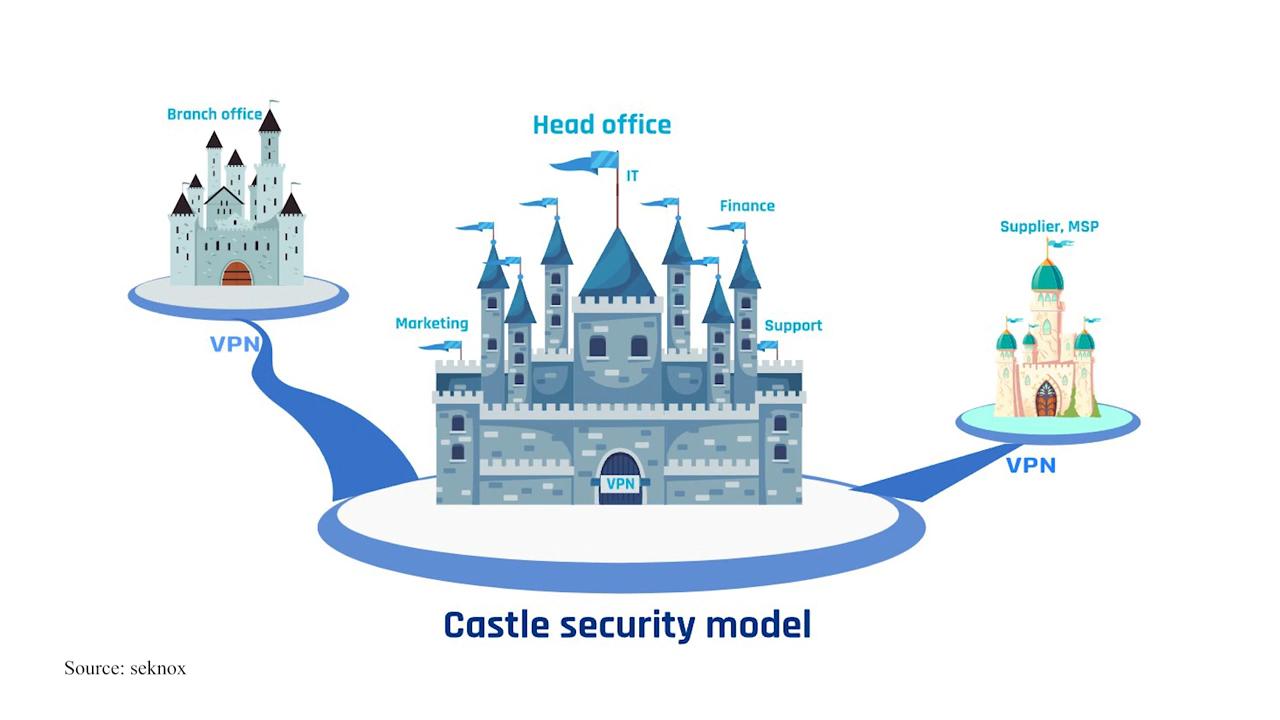 Branch office
Head office
IT
Finance
Supplier, MSP
Marketing
Support
VPN
VPN
VPN
Castle security model
Source: seknox